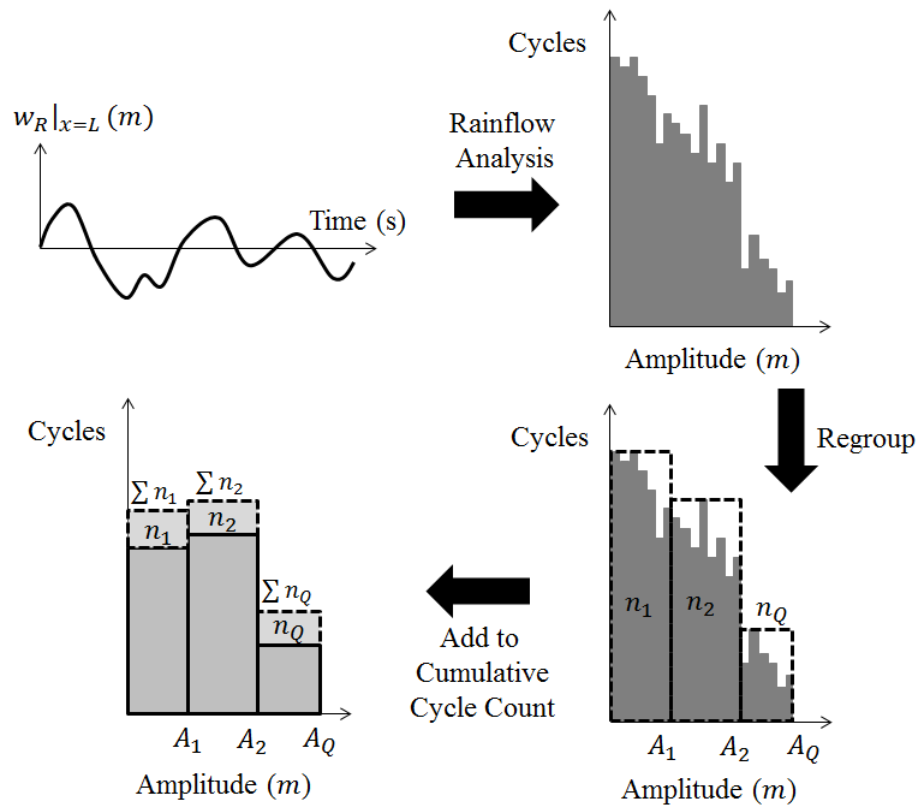 w_R|_{x=L} (m)
Time (s)
Rainflow
Analysis
Cycles
Amplitude (m)
Regroup
Cycles
n_1
n_2
n_Q
A_1
A_2
A_Q
Amplitude (m)
Add to
Cumulative
Cycle Count
Cycles
∑ n_1
∑ n_2
∑ n_Q
n_1
n_2
n_Q
A_1
A_2
A_Q
Amplitude (m)